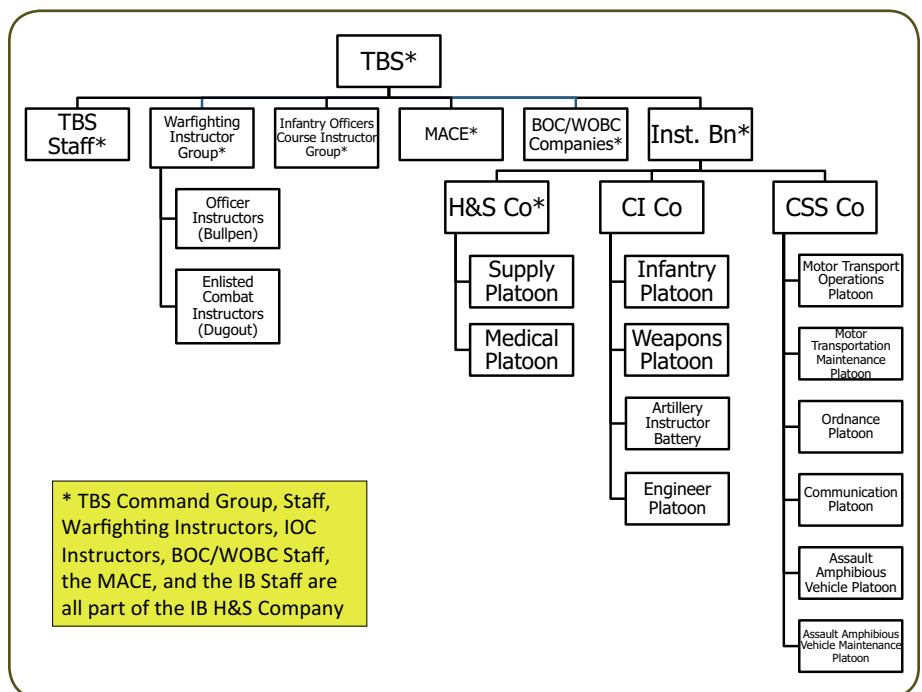 TBS*
TBS
Staff*
Warfighting
Instructor
Group*
Infantry Officers
Course Instructor
Group*
MACE*
BOC/WOBC
Companies*
Inst. Bn*
Officer
Instructors
(Bullpen)
Enlisted
Combat
Instructors
(Dugout)
H&S Co*
Supply
Platoon
Medical
Platoon
CI Co
Infantry
Platoon
Weapons
Platoon
Artillery
Instructor
Battery
Engineer
Platoon
CSS Co
Motor Transport
Operations
Platoon
Motor
Transportation
Maintenance
Platoon
Ordnance
Platoon
Communication
Platoon
Assault
Amphibious
Vehicle Platoon
Assault Amphibious
Vehicle Maintenance
Platoon
* TBS Command Group, Staff,
Warfighting Instructors, IOC
Instructors, BOC/WOBC Staff,
the MACE, and the IB Staff are
all part of the IB H&S Company